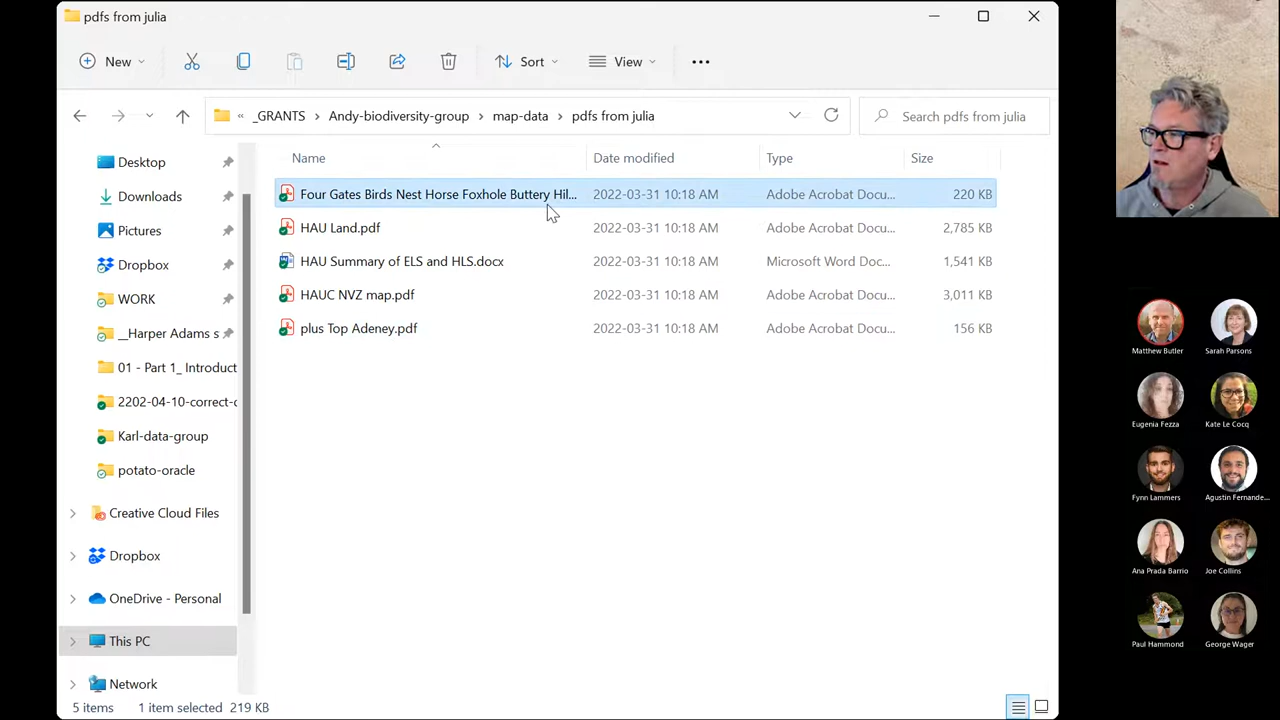 pdfs from julia
New
Sort
View
« _GRANTS > Andy-biodiversity-group > map-data > pdfs from julia
Search pdfs from julia
Name Date modified Type Size
Four Gates Birds Nest Horse Foxhole Buttery Hil... 2022-03-31 10:18 AM Adobe Acrobat Docu... 220 KB
HAU Land.pdf 2022-03-31 10:18 AM Adobe Acrobat Docu... 2,785 KB
HAU Summary of ELS and HLS.docx 2022-03-31 10:18 AM Microsoft Word Doc... 1,541 KB
HAUC NVZ map.pdf 2022-03-31 10:18 AM Adobe Acrobat Docu... 3,011 KB
plus Top Adeney.pdf 2022-03-31 10:18 AM Adobe Acrobat Docu... 156 KB
Desktop
Downloads
Pictures
Dropbox
WORK
__Harper Adams s
01 - Part 1_ Introduct
2202-04-10-correct-c
Karl-data-group
potato-oracle
Creative Cloud Files
Dropbox
OneDrive - Personal
This PC
Network
5 items 1 item selected 219 KB
Matthew Butler Sarah Parsons
Eugenia Fezza Kate Le Cocq
Fynn Lammers Agustin Fernande...
Ana Prada Barrio Joe Collins
Paul Hammond George Wager